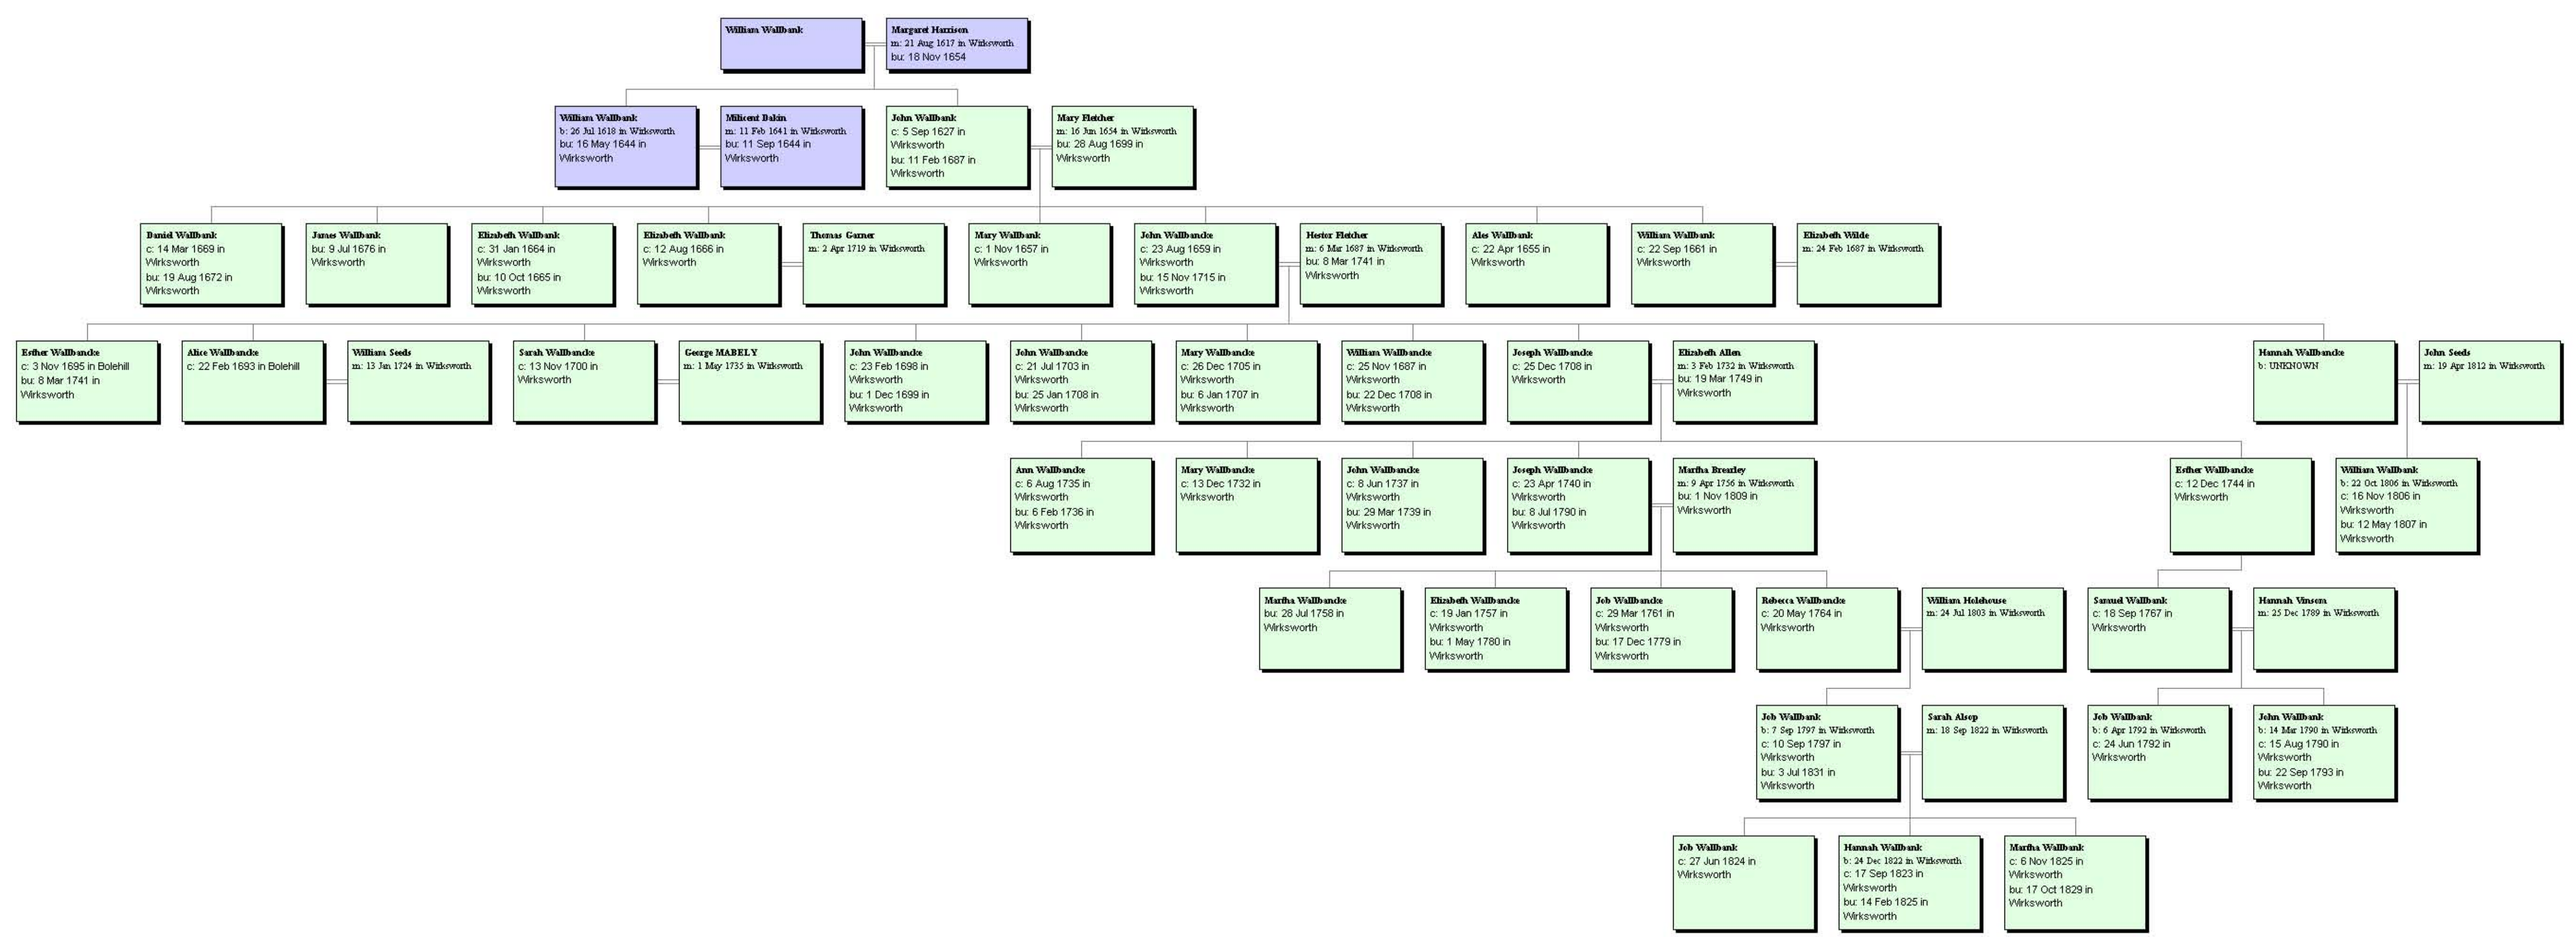 William Wallbank
Margaret Harrison
m: 21 Aug 1617 in Wirksworth
bu: 18 Nov 1654
William Wallbank
b: 26 Jul 1618 in Wirksworth
bu: 16 May 1644 in
Wirksworth
Milicent Dakin
m: 11 Feb 1641 in Wirksworth
bu: 11 Sep 1644 in
Wirksworth
John Wallbank
c: 5 Sep 1627 in
Wirksworth
bu: 11 Feb 1687 in
Wirksworth
Mary Fletcher
m: 16 Jun 1654 in Wirksworth
bu: 28 Aug 1699 in
Wirksworth
Daniel Wallbank
c: 14 Mar 1669 in
Wirksworth
bu: 19 Aug 1672 in
Wirksworth
James Wallbank
bu: 9 Jul 1676 in
Wirksworth
Elizabeth Wallbank
c: 31 Jan 1664 in
Wirksworth
bu: 10 Oct 1665 in
Wirksworth
Elizabeth Wallbank
c: 12 Aug 1666 in
Wirksworth
Thomas Garner
m: 2 Apr 1719 in Wirksworth
Mary Wallbank
c: 1 Nov 1657 in
Wirksworth
John Wallbancke
c: 23 Aug 1659 in
Wirksworth
bu: 15 Nov 1715 in
Wirksworth
Hester Fletcher
m: 6 Mar 1687 in Wirksworth
bu: 8 Mar 1741 in
Wirksworth
Ales Wallbank
c: 22 Apr 1655 in
Wirksworth
William Wallbank
c: 22 Sep 1661 in
Wirksworth
Elizabeth Wilde
m: 24 Feb 1687 in Wirksworth
Esther Wallbancke
c: 3 Nov 1695 in Bolehill
bu: 8 Mar 1741 in
Wirksworth
Alice Wallbancke
c: 22 Feb 1693 in Bolehill
William Seeds
m: 13 Jan 1724 in Wirksworth
Sarah Wallbancke
c: 13 Nov 1700 in
Wirksworth
George MABELY
m: 1 May 1735 in Wirksworth
John Wallbancke
c: 23 Feb 1698 in
Wirksworth
bu: 1 Dec 1699 in
Wirksworth
John Wallbancke
c: 21 Jul 1703 in
Wirksworth
bu: 25 Jan 1708 in
Wirksworth
Mary Wallbancke
c: 26 Dec 1705 in
Wirksworth
bu: 6 Jan 1707 in
Wirksworth
William Wallbancke
c: 25 Nov 1687 in
Wirksworth
bu: 22 Dec 1708 in
Wirksworth
Joseph Wallbancke
c: 25 Dec 1708 in
Wirksworth
Elizabeth Allen
m: 3 Feb 1732 in Wirksworth
bu: 19 Mar 1749 in
Wirksworth
Hannah Wallbancke
b: UNKNOWN
John Seeds
m: 19 Apr 1812 in Wirksworth
Ann Wallbancke
c: 6 Aug 1735 in
Wirksworth
bu: 6 Feb 1736 in
Wirksworth
Mary Wallbancke
c: 13 Dec 1732 in
Wirksworth
John Wallbancke
c: 8 Jun 1737 in
Wirksworth
bu: 29 Mar 1739 in
Wirksworth
Joseph Wallbancke
c: 23 Apr 1740 in
Wirksworth
bu: 8 Jul 1790 in
Wirksworth
Martha Brearley
m: 9 Apr 1756 in Wirksworth
bu: 1 Nov 1809 in
Wirksworth
Esther Wallbancke
c: 12 Dec 1744 in
Wirksworth
William Wallbank
b: 22 Oct 1806 in Wirksworth
c: 16 Nov 1806 in
Wirksworth
bu: 12 May 1807 in
Wirksworth
Martha Wallbancke
bu: 28 Jul 1758 in
Wirksworth
Elizabeth Wallbancke
c: 19 Jan 1757 in
Wirksworth
bu: 1 May 1780 in
Wirksworth
Job Wallbancke
c: 29 Mar 1761 in
Wirksworth
bu: 17 Dec 1779 in
Wirksworth
Rebecca Wallbancke
c: 20 May 1764 in
Wirksworth
William Holehouse
m: 24 Jul 1803 in Wirksworth
Samuel Wallbank
c: 18 Sep 1767 in
Wirksworth
Hannah Vinsom
m: 25 Dec 1789 in Wirksworth
Job Wallbank
b: 7 Sep 1797 in Wirksworth
c: 10 Sep 1797 in
Wirksworth
bu: 3 Jul 1831 in
Wirksworth
Sarah Alsop
m: 18 Sep 1822 in Wirksworth
Job Wallbank
b: 6 Apr 1792 in Wirksworth
c: 24 Jun 1792 in
Wirksworth
John Wallbank
b: 14 Mar 1790 in Wirksworth
c: 15 Aug 1790 in
Wirksworth
bu: 22 Sep 1793 in
Wirksworth
Job Wallbank
c: 27 Jun 1824 in
Wirksworth
Hannah Wallbank
b: 24 Dec 1822 in Wirksworth
c: 17 Sep 1823 in
Wirksworth
bu: 14 Feb 1825 in
Wirksworth
Martha Wallbank
c: 6 Nov 1825 in
Wirksworth
bu: 17 Oct 1829 in
Wirksworth